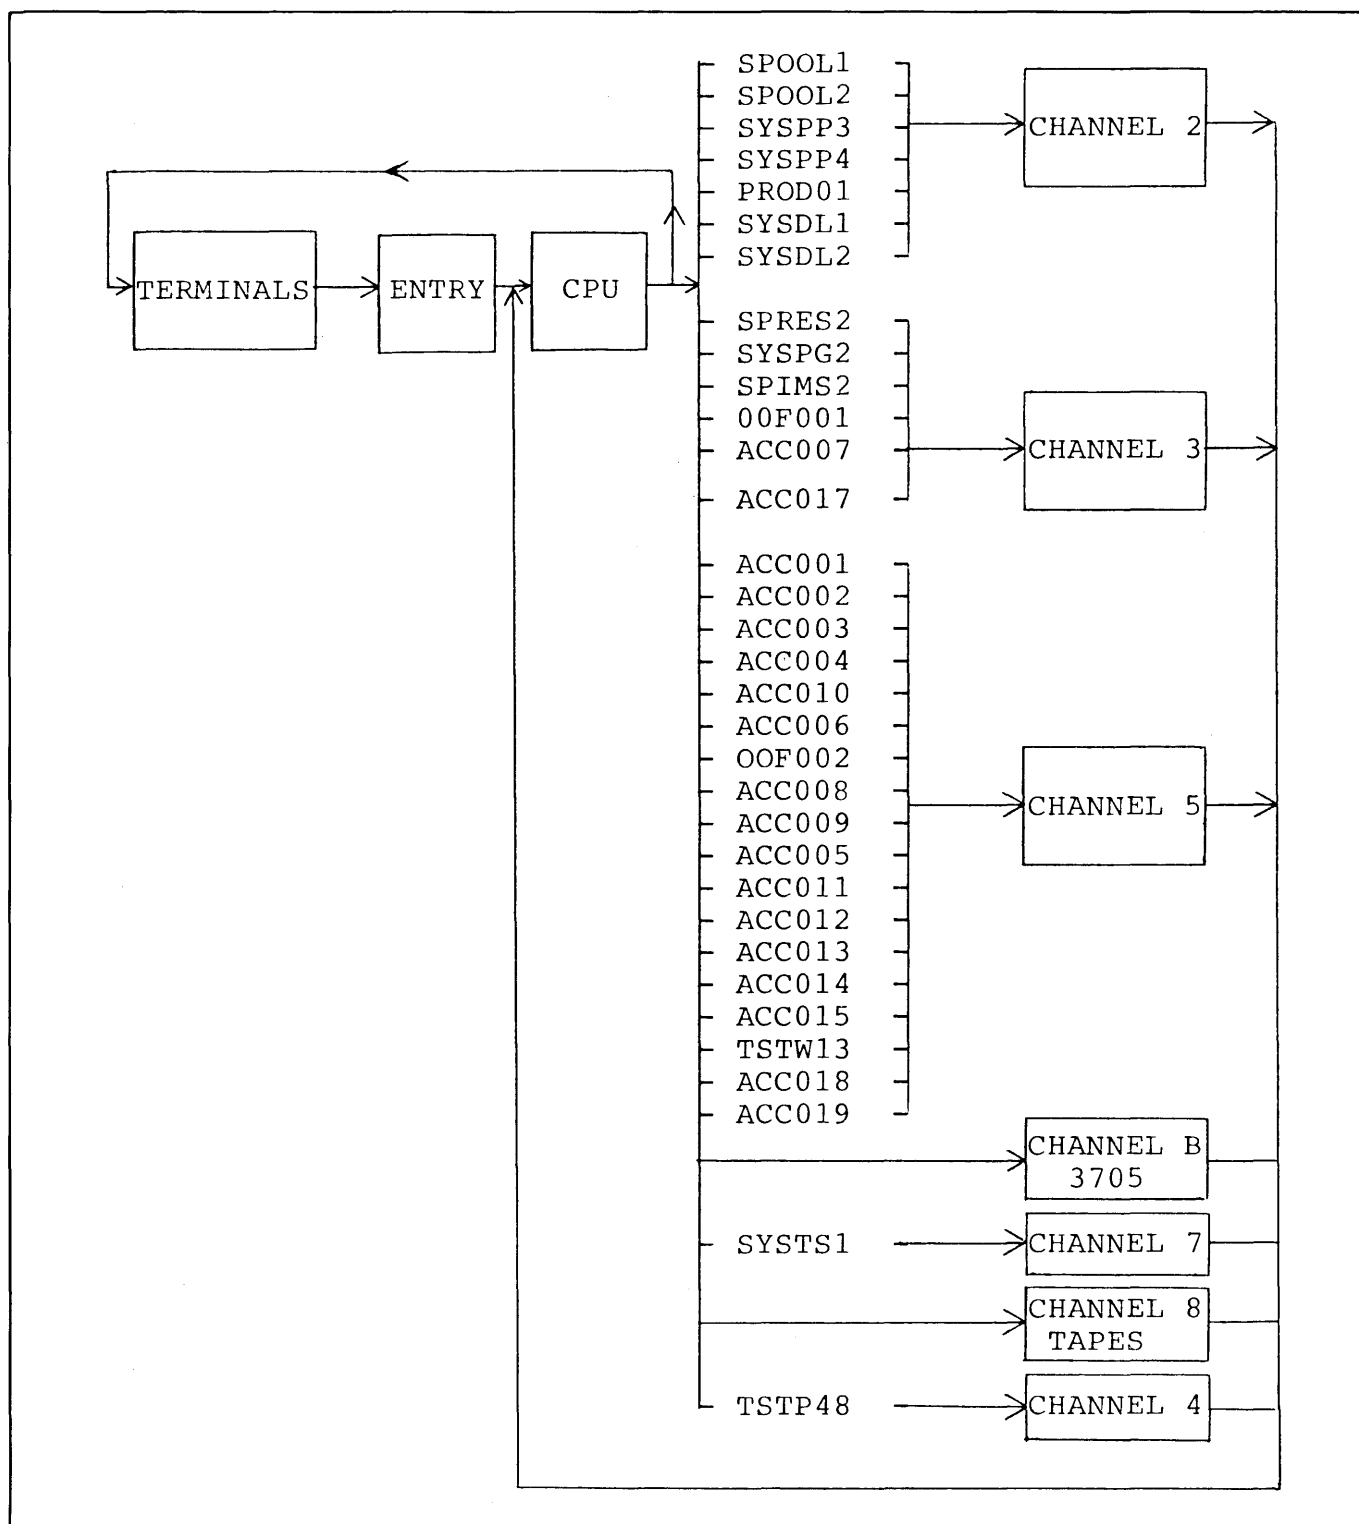 SPOOL1
SPOOL2
SYSPP3
SYSPP4
PROD01
SYSDL1
SYSDL2
CHANNEL 2
TERMINALS
ENTRY
CPU
SPRES2
SYSPG2
SPIMS2
00F001
ACC007
ACC017
CHANNEL 3
ACC001
ACC002
ACC003
ACC004
ACC010
ACC006
OOF002
ACC008
ACC009
ACC005
ACC011
ACC012
ACC013
ACC014
ACC015
TSTW13
ACC018
ACC019
CHANNEL 5
CHANNEL B
3705
SYSTS1
CHANNEL 7
CHANNEL 8
TAPES
TSTP48
CHANNEL 4